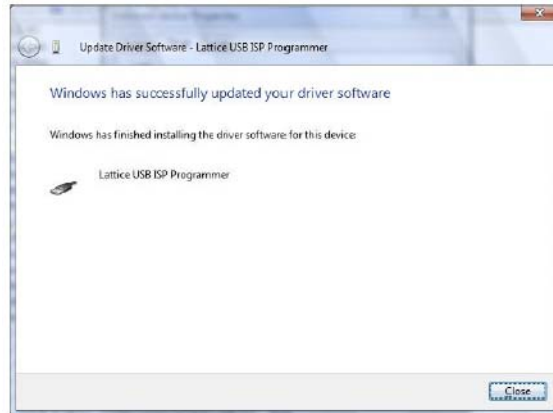 Update Driver Software - Lattice USB ISP Programmer
Windows has successfully updated your driver software
Windows has finished installing the driver software for this device:
Lattice USB ISP Programmer
Close